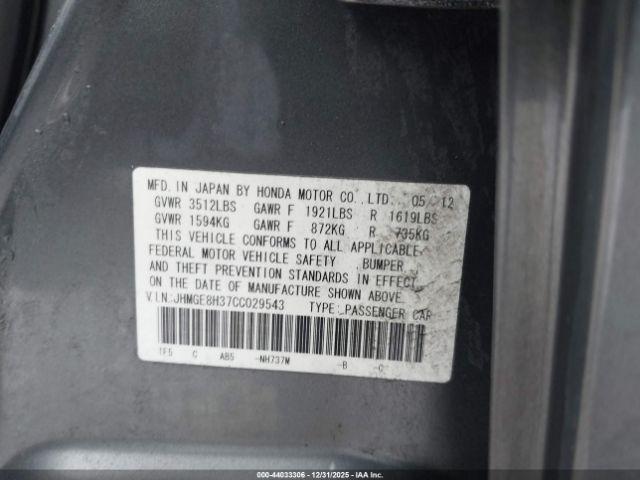 MFD. IN JAPAN BY HONDA MOTOR CO., LTD. 05 12
GVWR 3512LBS GAWR F 1921LBS R 1619LBS
GVWR 1594KG GAWR F 872KG R 735KG
THIS VEHICLE CONFORMS TO ALL APPLICABLE
FEDERAL MOTOR VEHICLE SAFETY, BUMPER,
AND THEFT PREVENTION STANDARDS IN EFFECT
ON THE DATE OF MANUFACTURE SHOWN ABOVE.
V.I.N.: JHMGE8H37CC029543 TYPE: PASSENGER CAR
TF5 C AB5 -NH737M -B -C
000-44033306 - 12/31/2025 - IAAI.COM